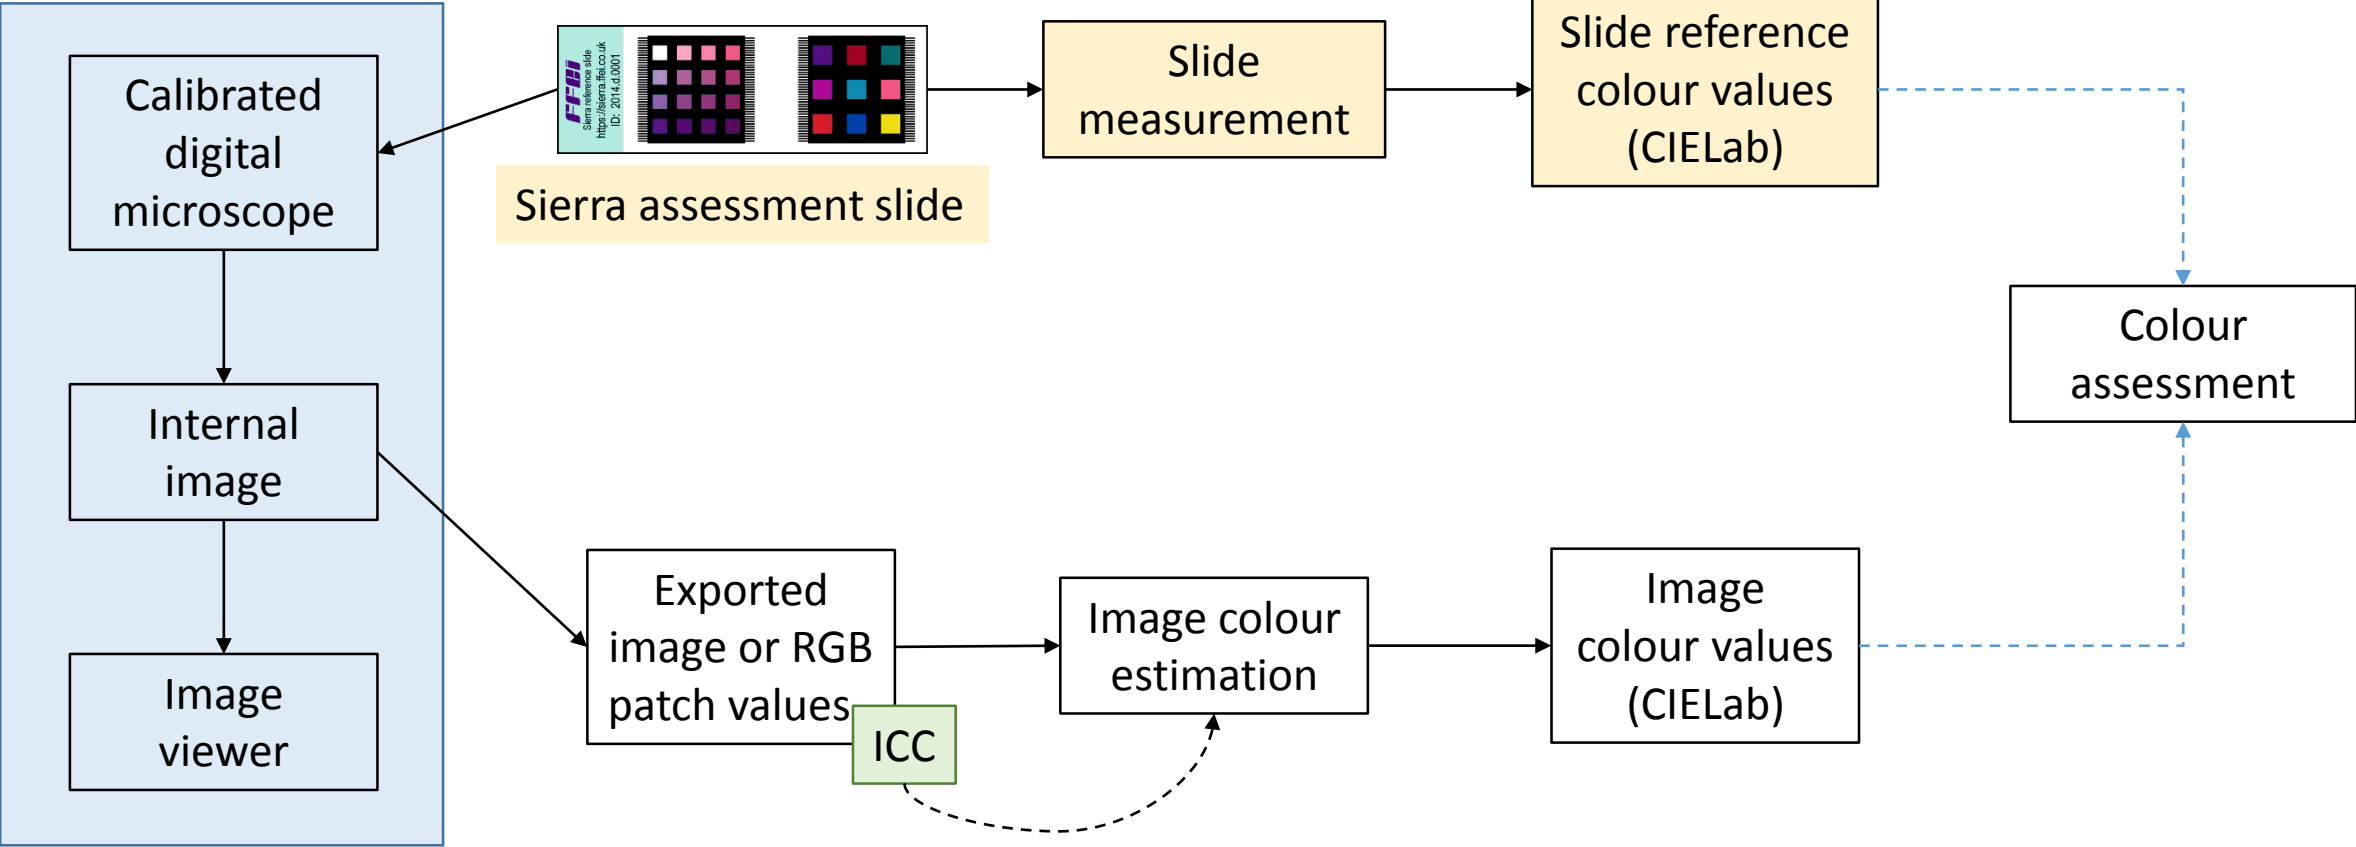 Calibrated
digital
microscope
Internal
image
Image
viewer
FFEI
Sierra reference slide
https://sierra.ffei.co.uk
ID: 2014.d.0001
Sierra assessment slide
Slide
measurement
Slide reference
colour values
(CIELab)
Colour
assessment
Exported
image or RGB
patch values
ICC
Image colour
estimation
Image
colour values
(CIELab)